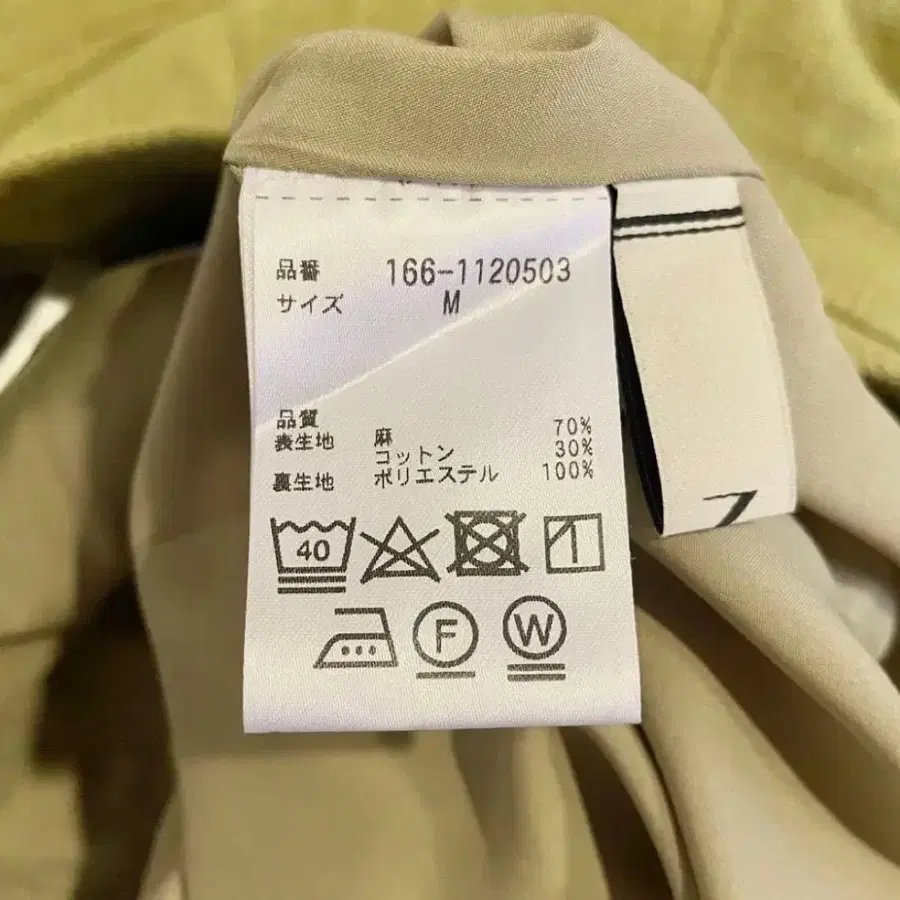 品番 166-1120503
サイズ M
品質
表生地 麻 70%
コットン 30%
裏生地 ポリエステル 100%
40
F W